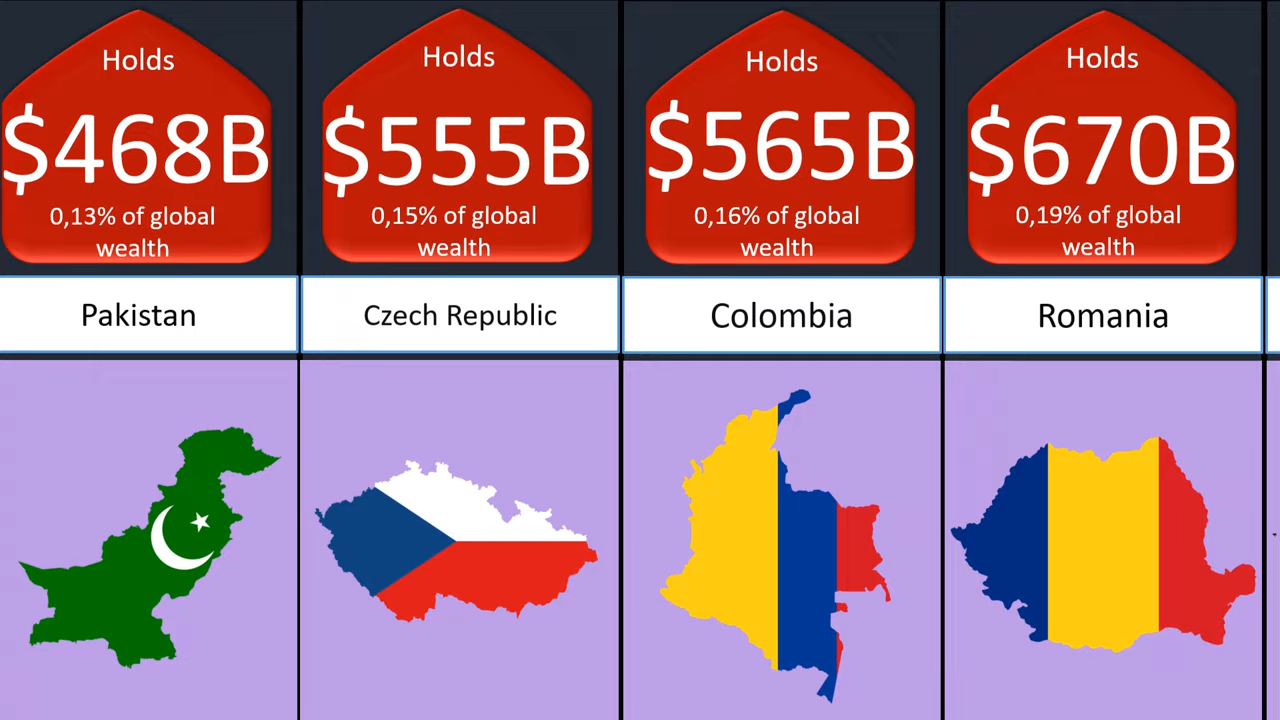 Holds
$468B
0,13% of global
wealth
Pakistan
Holds
$555B
0,15% of global
wealth
Czech Republic
Holds
$565B
0,16% of global
wealth
Colombia
Holds
$670B
0,19% of global
wealth
Romania